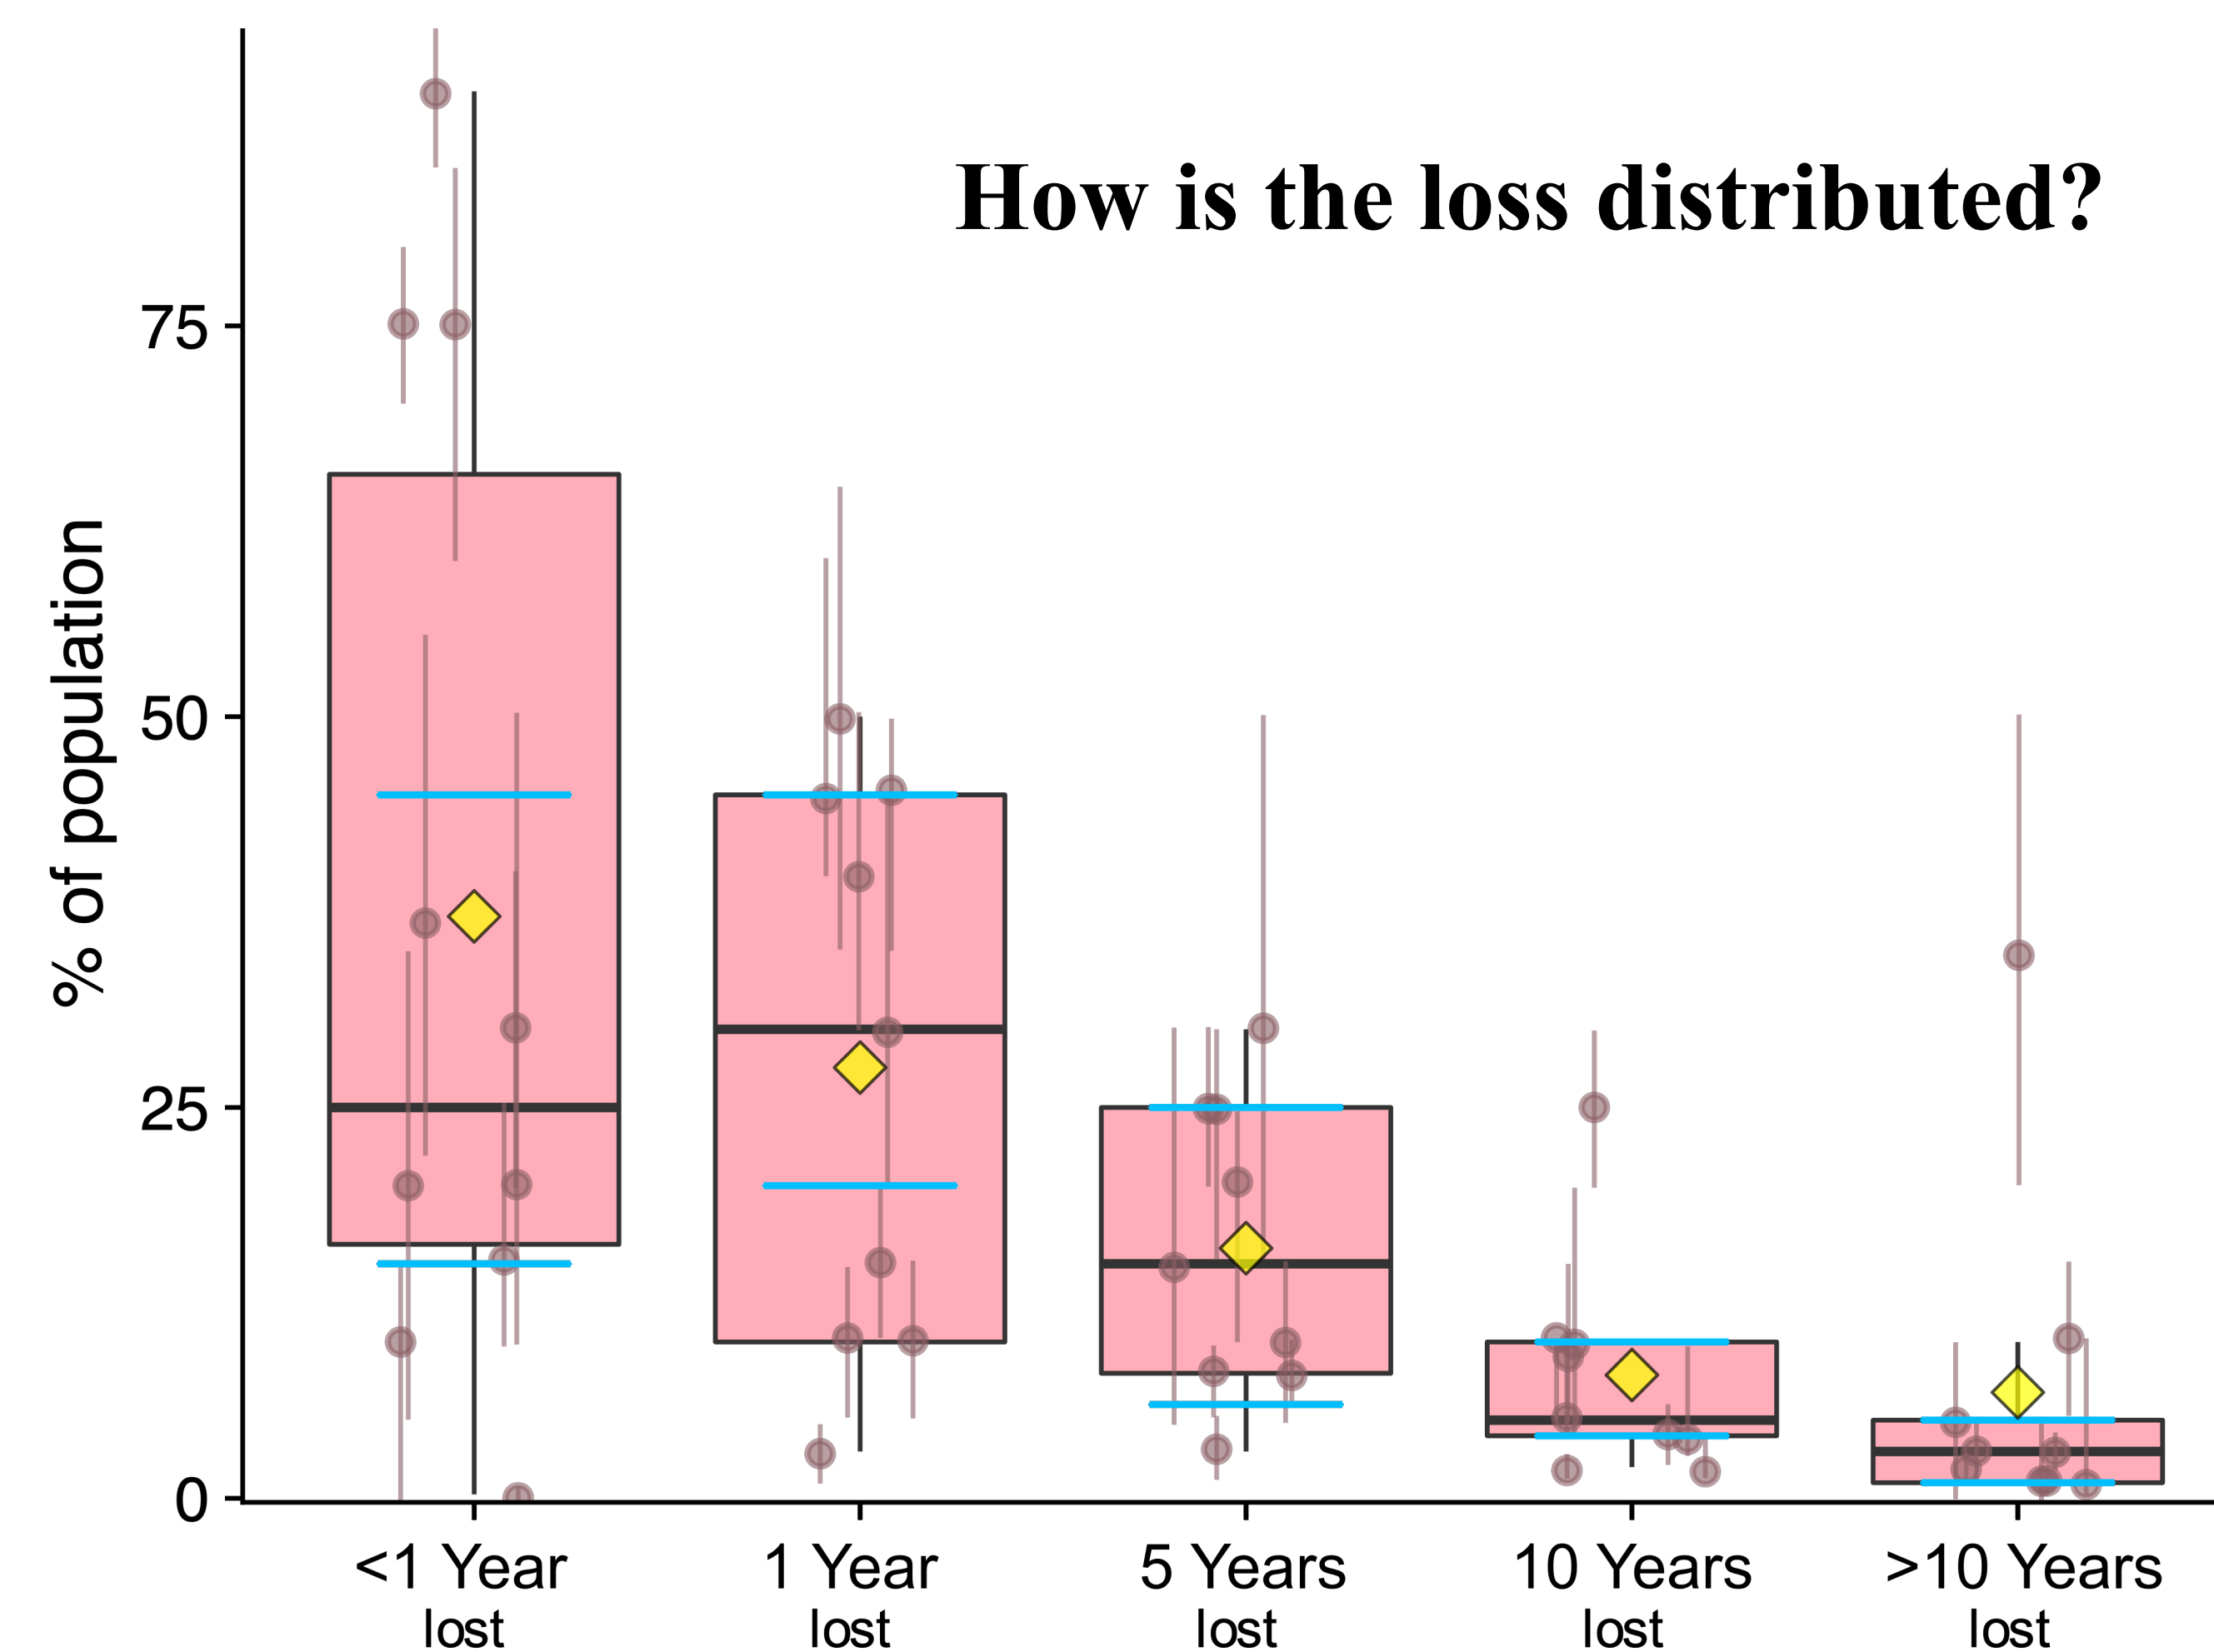 How is the loss distributed?
% of population
75
50
25
0
<1 Year
lost
1 Year
lost
5 Years
lost
10 Years
lost
>10 Years
lost